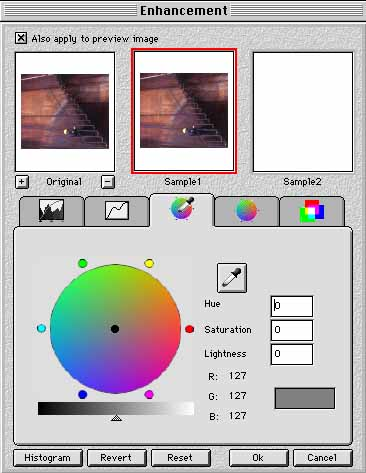 Enhancement
Also apply to preview image
+ Original - Sample1 Sample2
Hue 0
Saturation 0
Lightness 0
R: 127
G: 127
B: 127
Histogram Revert Reset Ok Cancel